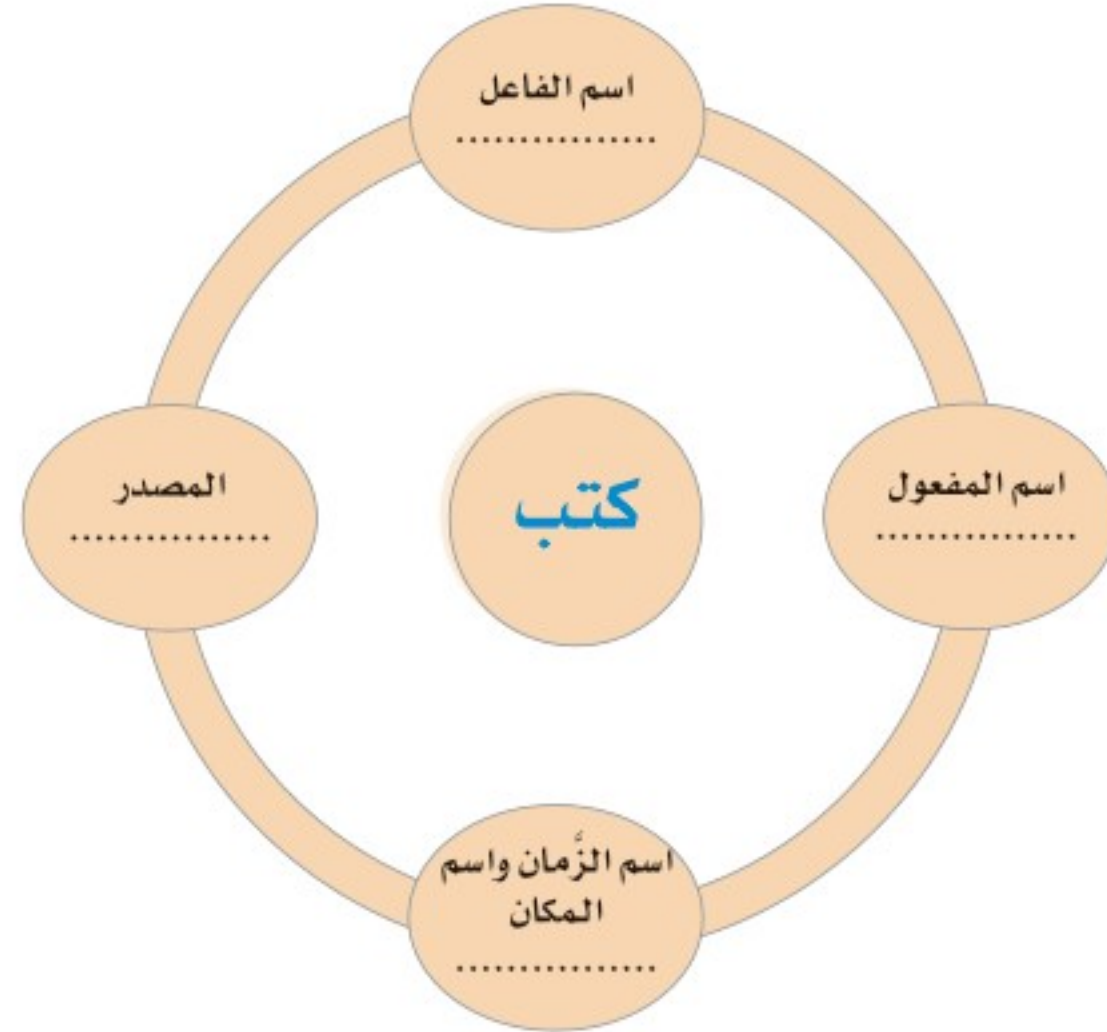 اسم الفاعل
................
اسم المفعول
................
كتب
المصدر
................
اسم الزَّمان واسم
المكان
................